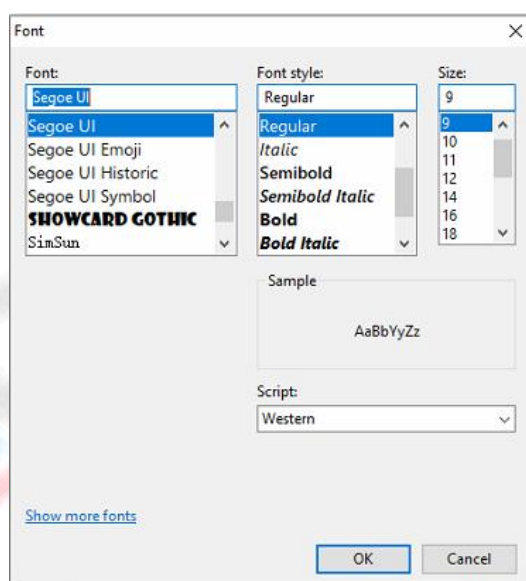 Font
Font:
Segoe UI
Segoe UI
Segoe UI Emoji
Segoe UI Historic
Segoe UI Symbol
SHOWCARD GOTHIC
SimSun
Font style:
Regular
Regular
Italic
Semibold
Semibold Italic
Bold
Bold Italic
Size:
9
9
10
11
12
14
16
18
Sample
AaBbYyZz
Script:
Western
Show more fonts
OK
Cancel